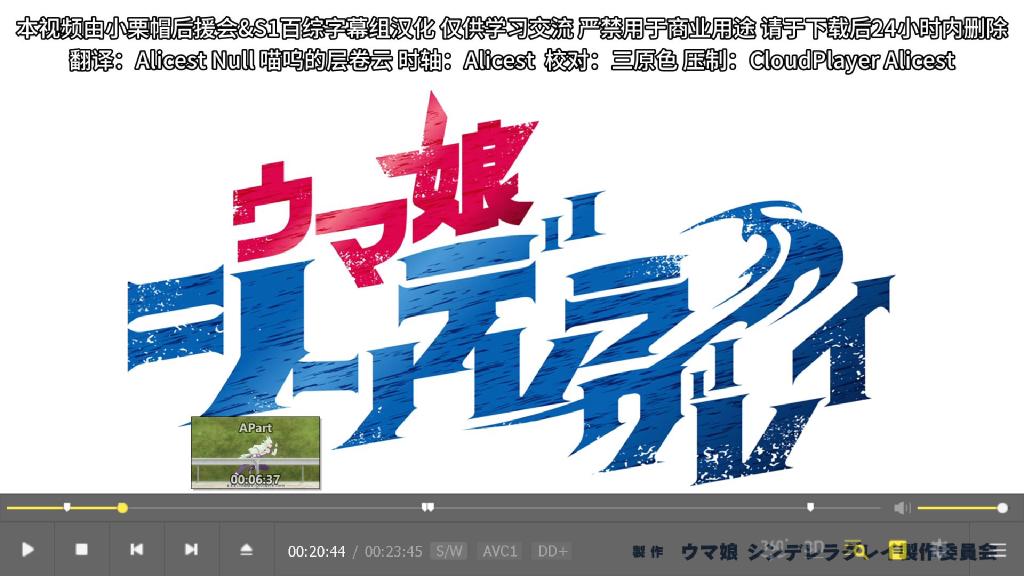 本视频由小栗帽后援会&S1百综字幕组汉化 仅供学习交流 严禁用于商业用途 请于下载后24小时内删除
翻译：Alicest Null 喵呜的层卷云 时轴：Alicest 校对：三原色 压制：CloudPlayer Alicest
ウマ娘
シンデレラグレイ
APart
00:06:37
00:20:44 / 00:23:45 S/W AVC1 DD+
製作 ウマ娘 シンデレラグレイ製作委員会
360° 3D